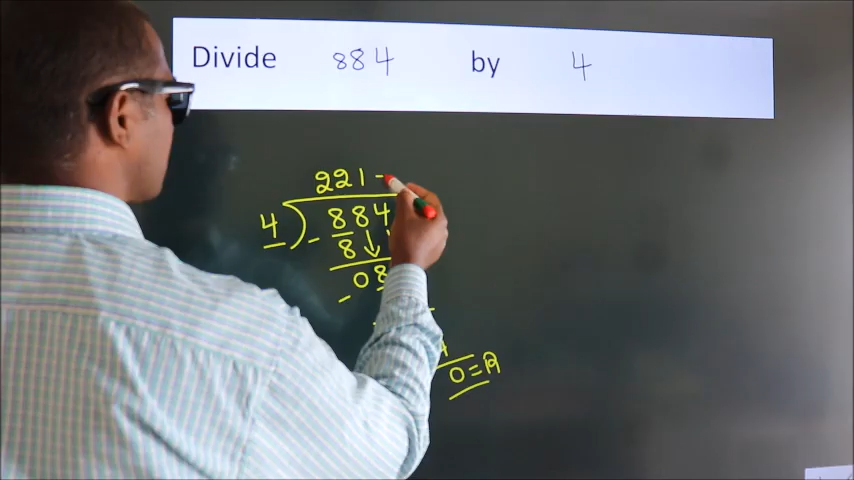 Divide 884 by 4
221 -
4 ) 884
- 8 ↓
08
-
-
0 = R